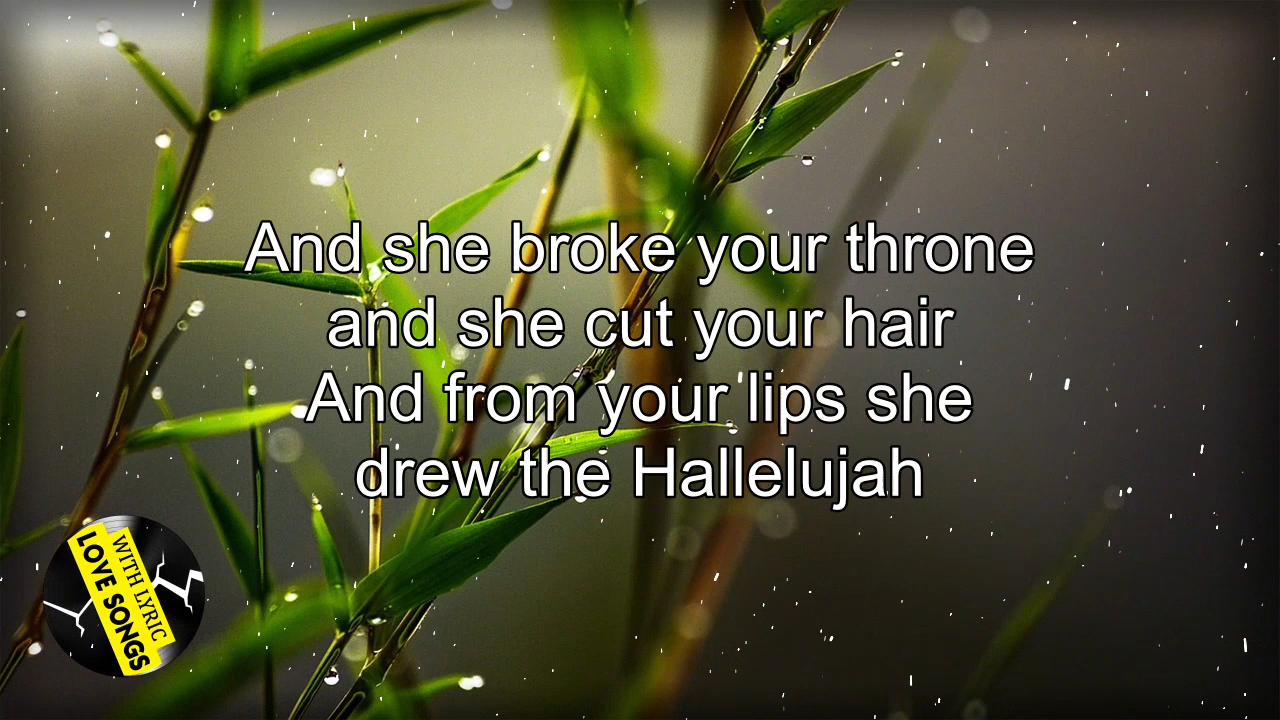 And she broke your throne
and she cut your hair
And from your lips she
drew the Hallelujah
WITH LYRIC
LOVE SONGS